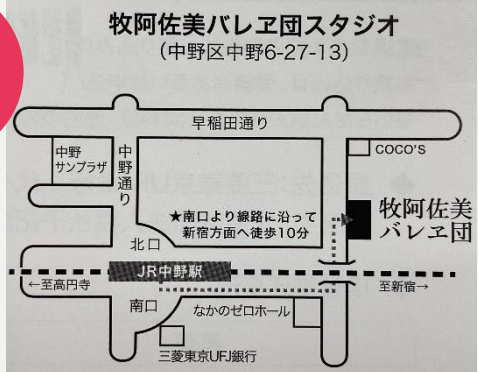 牧阿佐美バレヱ団スタジオ
(中野区中野6-27-13)
早稲田通り
中野
サンプラザ
中野通り
COCO'S
★南口より線路に沿って
新宿方面へ徒歩10分
牧阿佐美
バレヱ団
北口
JR中野駅
←至高円寺
至新宿→
南口
なかのゼロホール
三菱東京UFJ銀行